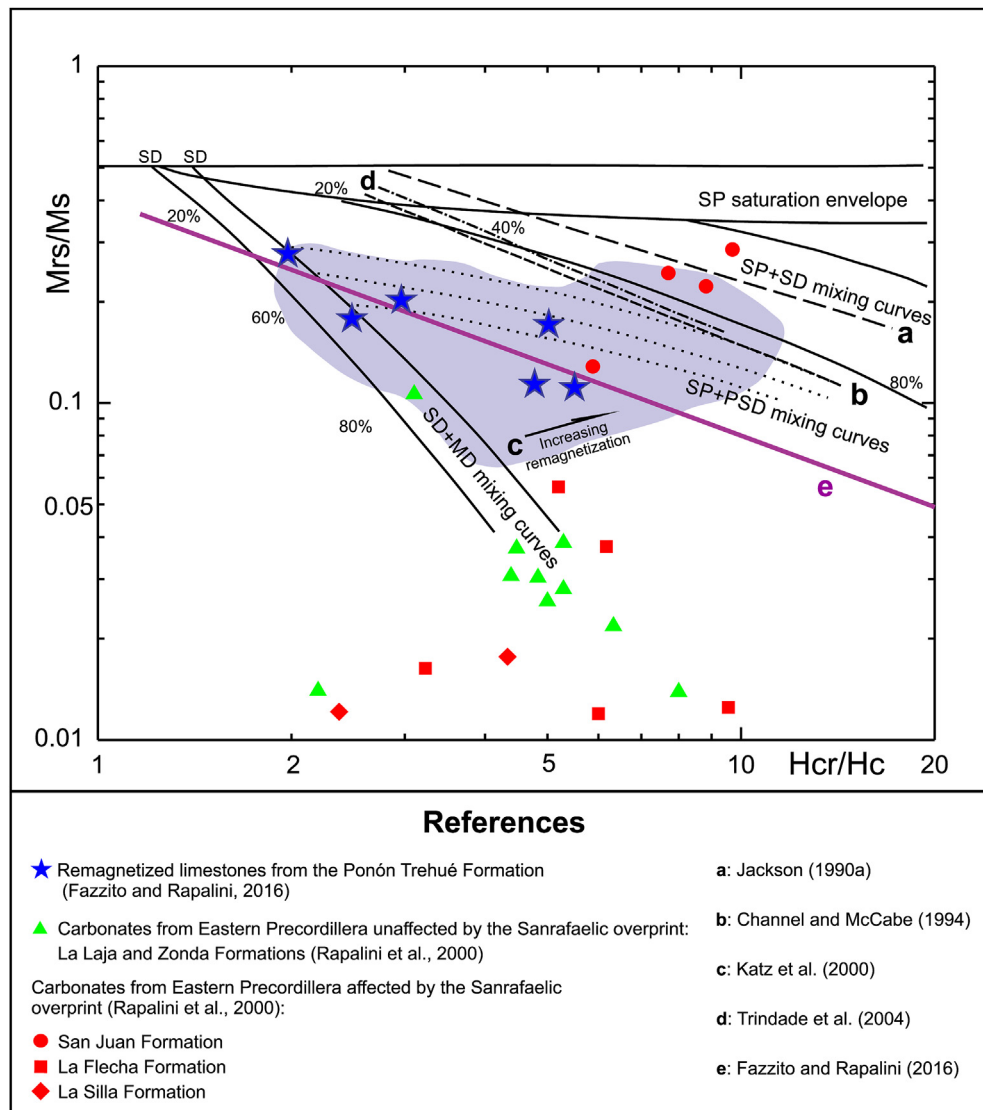 1
SD SD
20%
d
SP saturation envelope
20%
40%
Mrs/Ms
SP+SD mixing curves
60%
a
b
80%
0.1
SP+PSD mixing curves
80%
c
Increasing
remagnetization
SD+MD mixing curves
e
0.05
0.01
1 2 5 10 Hcr/Hc 20
References
Remagnetized limestones from the Ponón Trehué Formation
(Fazzito and Rapalini, 2016)
Carbonates from Eastern Precordillera unaffected by the Sanrafaelic overprint:
La Laja and Zonda Formations (Rapalini et al., 2000)
Carbonates from Eastern Precordillera affected by the Sanrafaelic
overprint (Rapalini et al., 2000):
San Juan Formation
La Flecha Formation
La Silla Formation
a: Jackson (1990a)
b: Channel and McCabe (1994)
c: Katz et al. (2000)
d: Trindade et al. (2004)
e: Fazzito and Rapalini (2016)